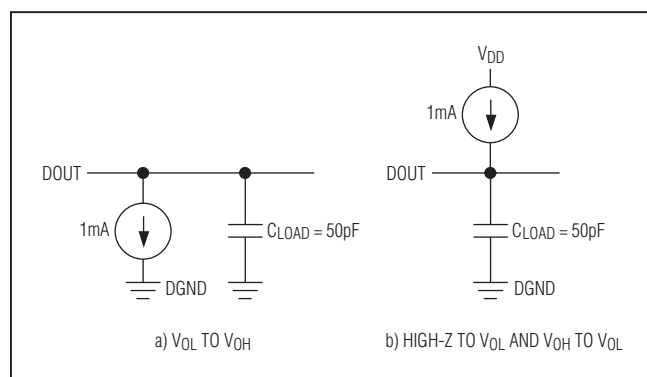 VDD
1mA
DOUT
1mA
CLOAD = 50pF
DGND
a) VOL TO VOH
DOUT
CLOAD = 50pF
DGND
b) HIGH-Z TO VOL AND VOH TO VOL